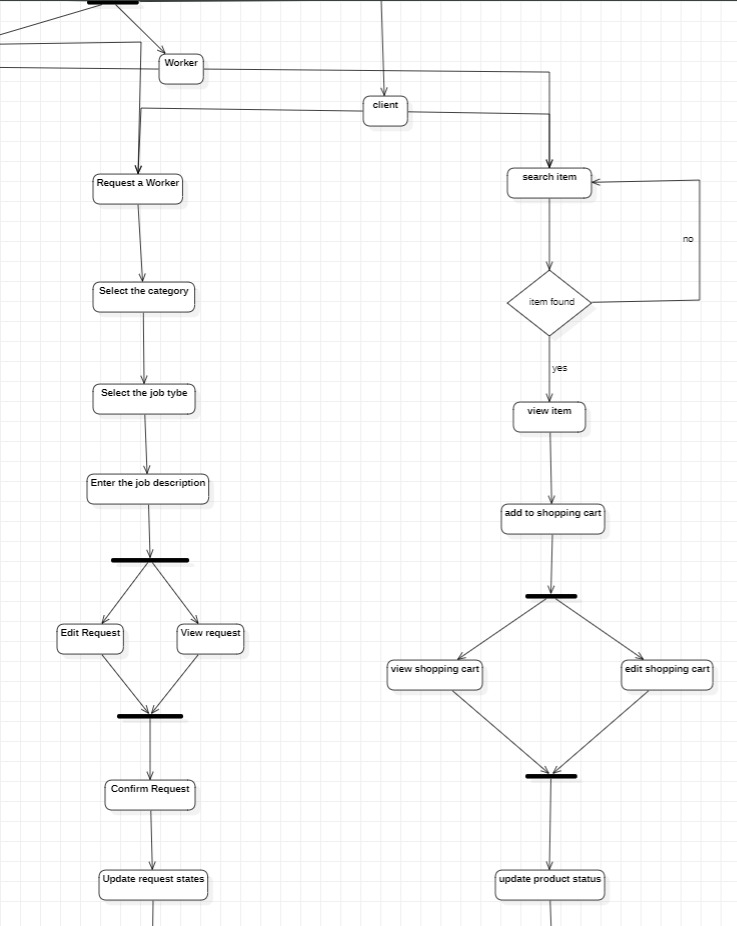 Worker
client
Request a Worker
search item
no
Select the category
item found
yes
Select the job tybe
view item
Enter the job description
add to shopping cart
Edit Request
View request
view shopping cart
edit shopping cart
Confirm Request
Update request states
update product status